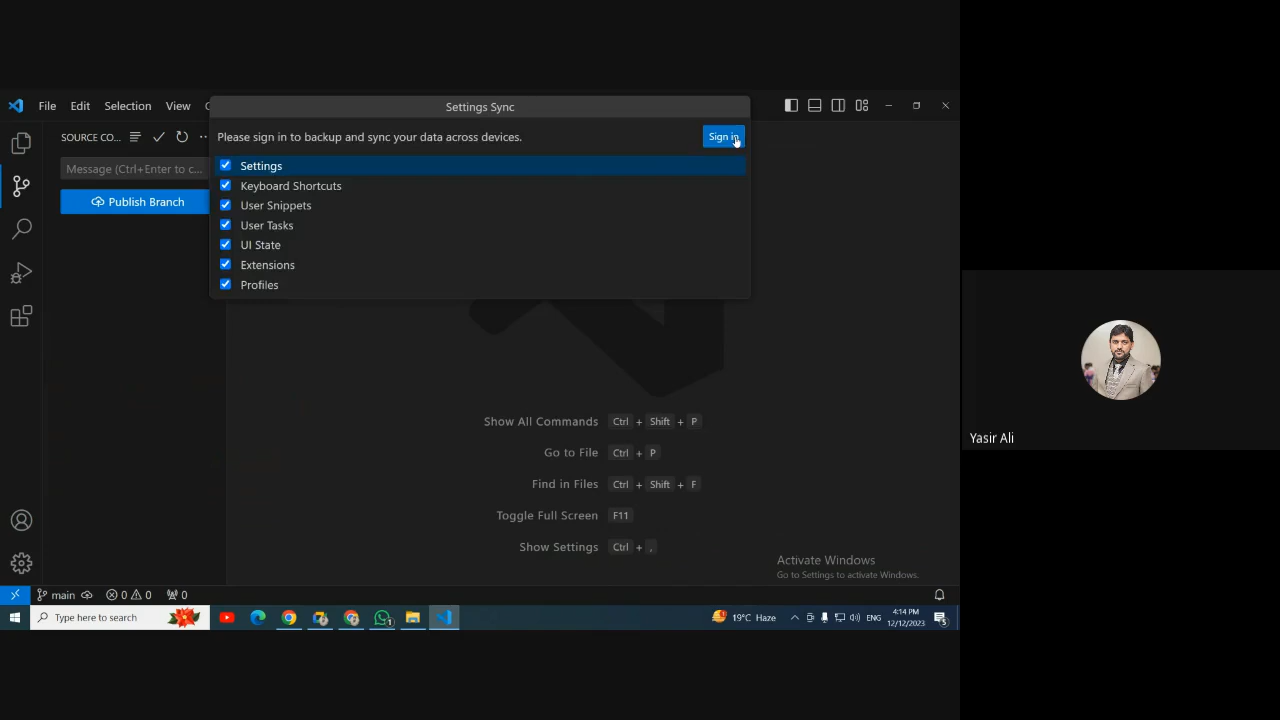 File Edit Selection View
Settings Sync
SOURCE CO...
Please sign in to backup and sync your data across devices.
Sign in
Message (Ctrl+Enter to c...
Publish Branch
Settings
Keyboard Shortcuts
User Snippets
User Tasks
UI State
Extensions
Profiles
Show All Commands Ctrl + Shift + P
Go to File Ctrl + P
Find in Files Ctrl + Shift + F
Toggle Full Screen F11
Show Settings Ctrl + ,
Activate Windows
Go to Settings to activate Windows.
main 0 0 0
Type here to search
1
19°C Haze
ENG
4:14 PM
12/12/2023
5
Yasir Ali